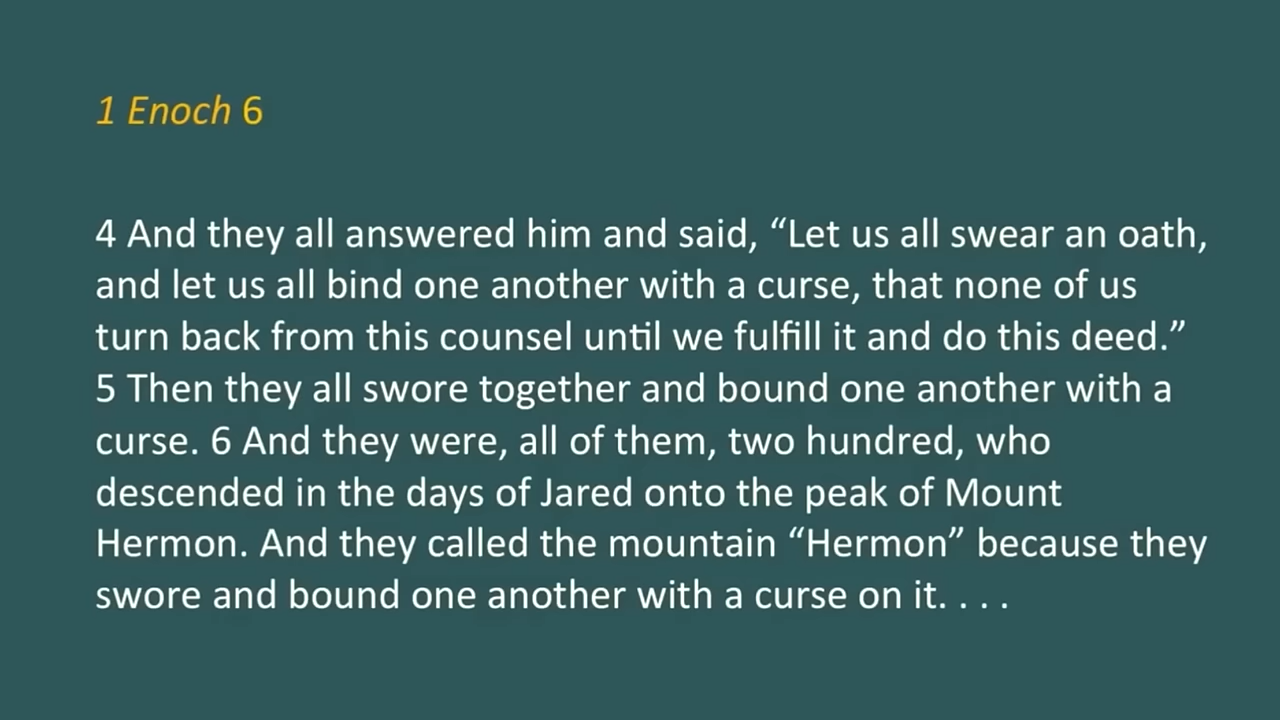 1 Enoch 6
4 And they all answered him and said, “Let us all swear an oath,
and let us all bind one another with a curse, that none of us
turn back from this counsel until we fulfill it and do this deed.”
5 Then they all swore together and bound one another with a
curse. 6 And they were, all of them, two hundred, who
descended in the days of Jared onto the peak of Mount
Hermon. And they called the mountain “Hermon” because they
swore and bound one another with a curse on it. . . .